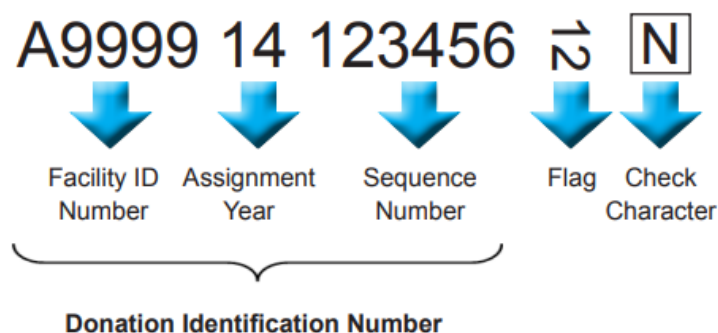 A9999 14 123456 12 N
Facility ID Assignment Sequence Flag Check
Number Year Number Character
Donation Identification Number